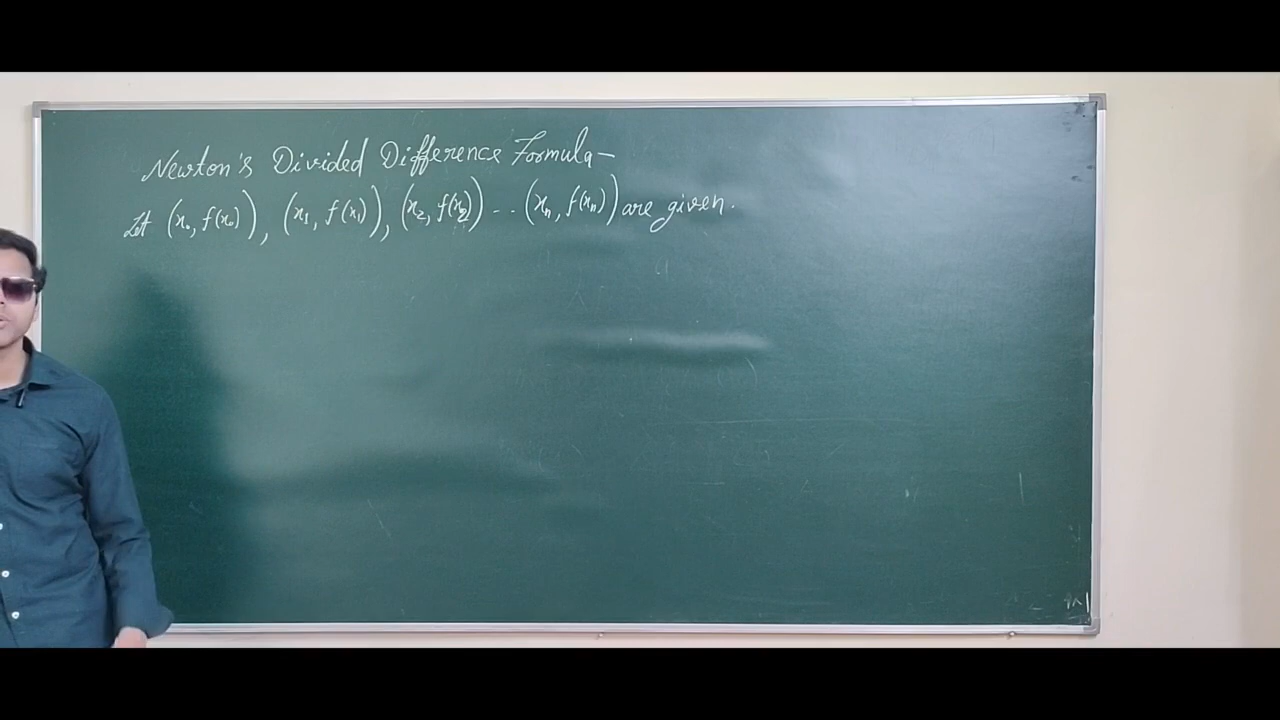 Newton's Divided Difference Formula—
Let (x₀, f(x₀)), (x₁, f(x₁)), (x₂, f(x₂)) -- (xₙ, f(xₙ)) are given.